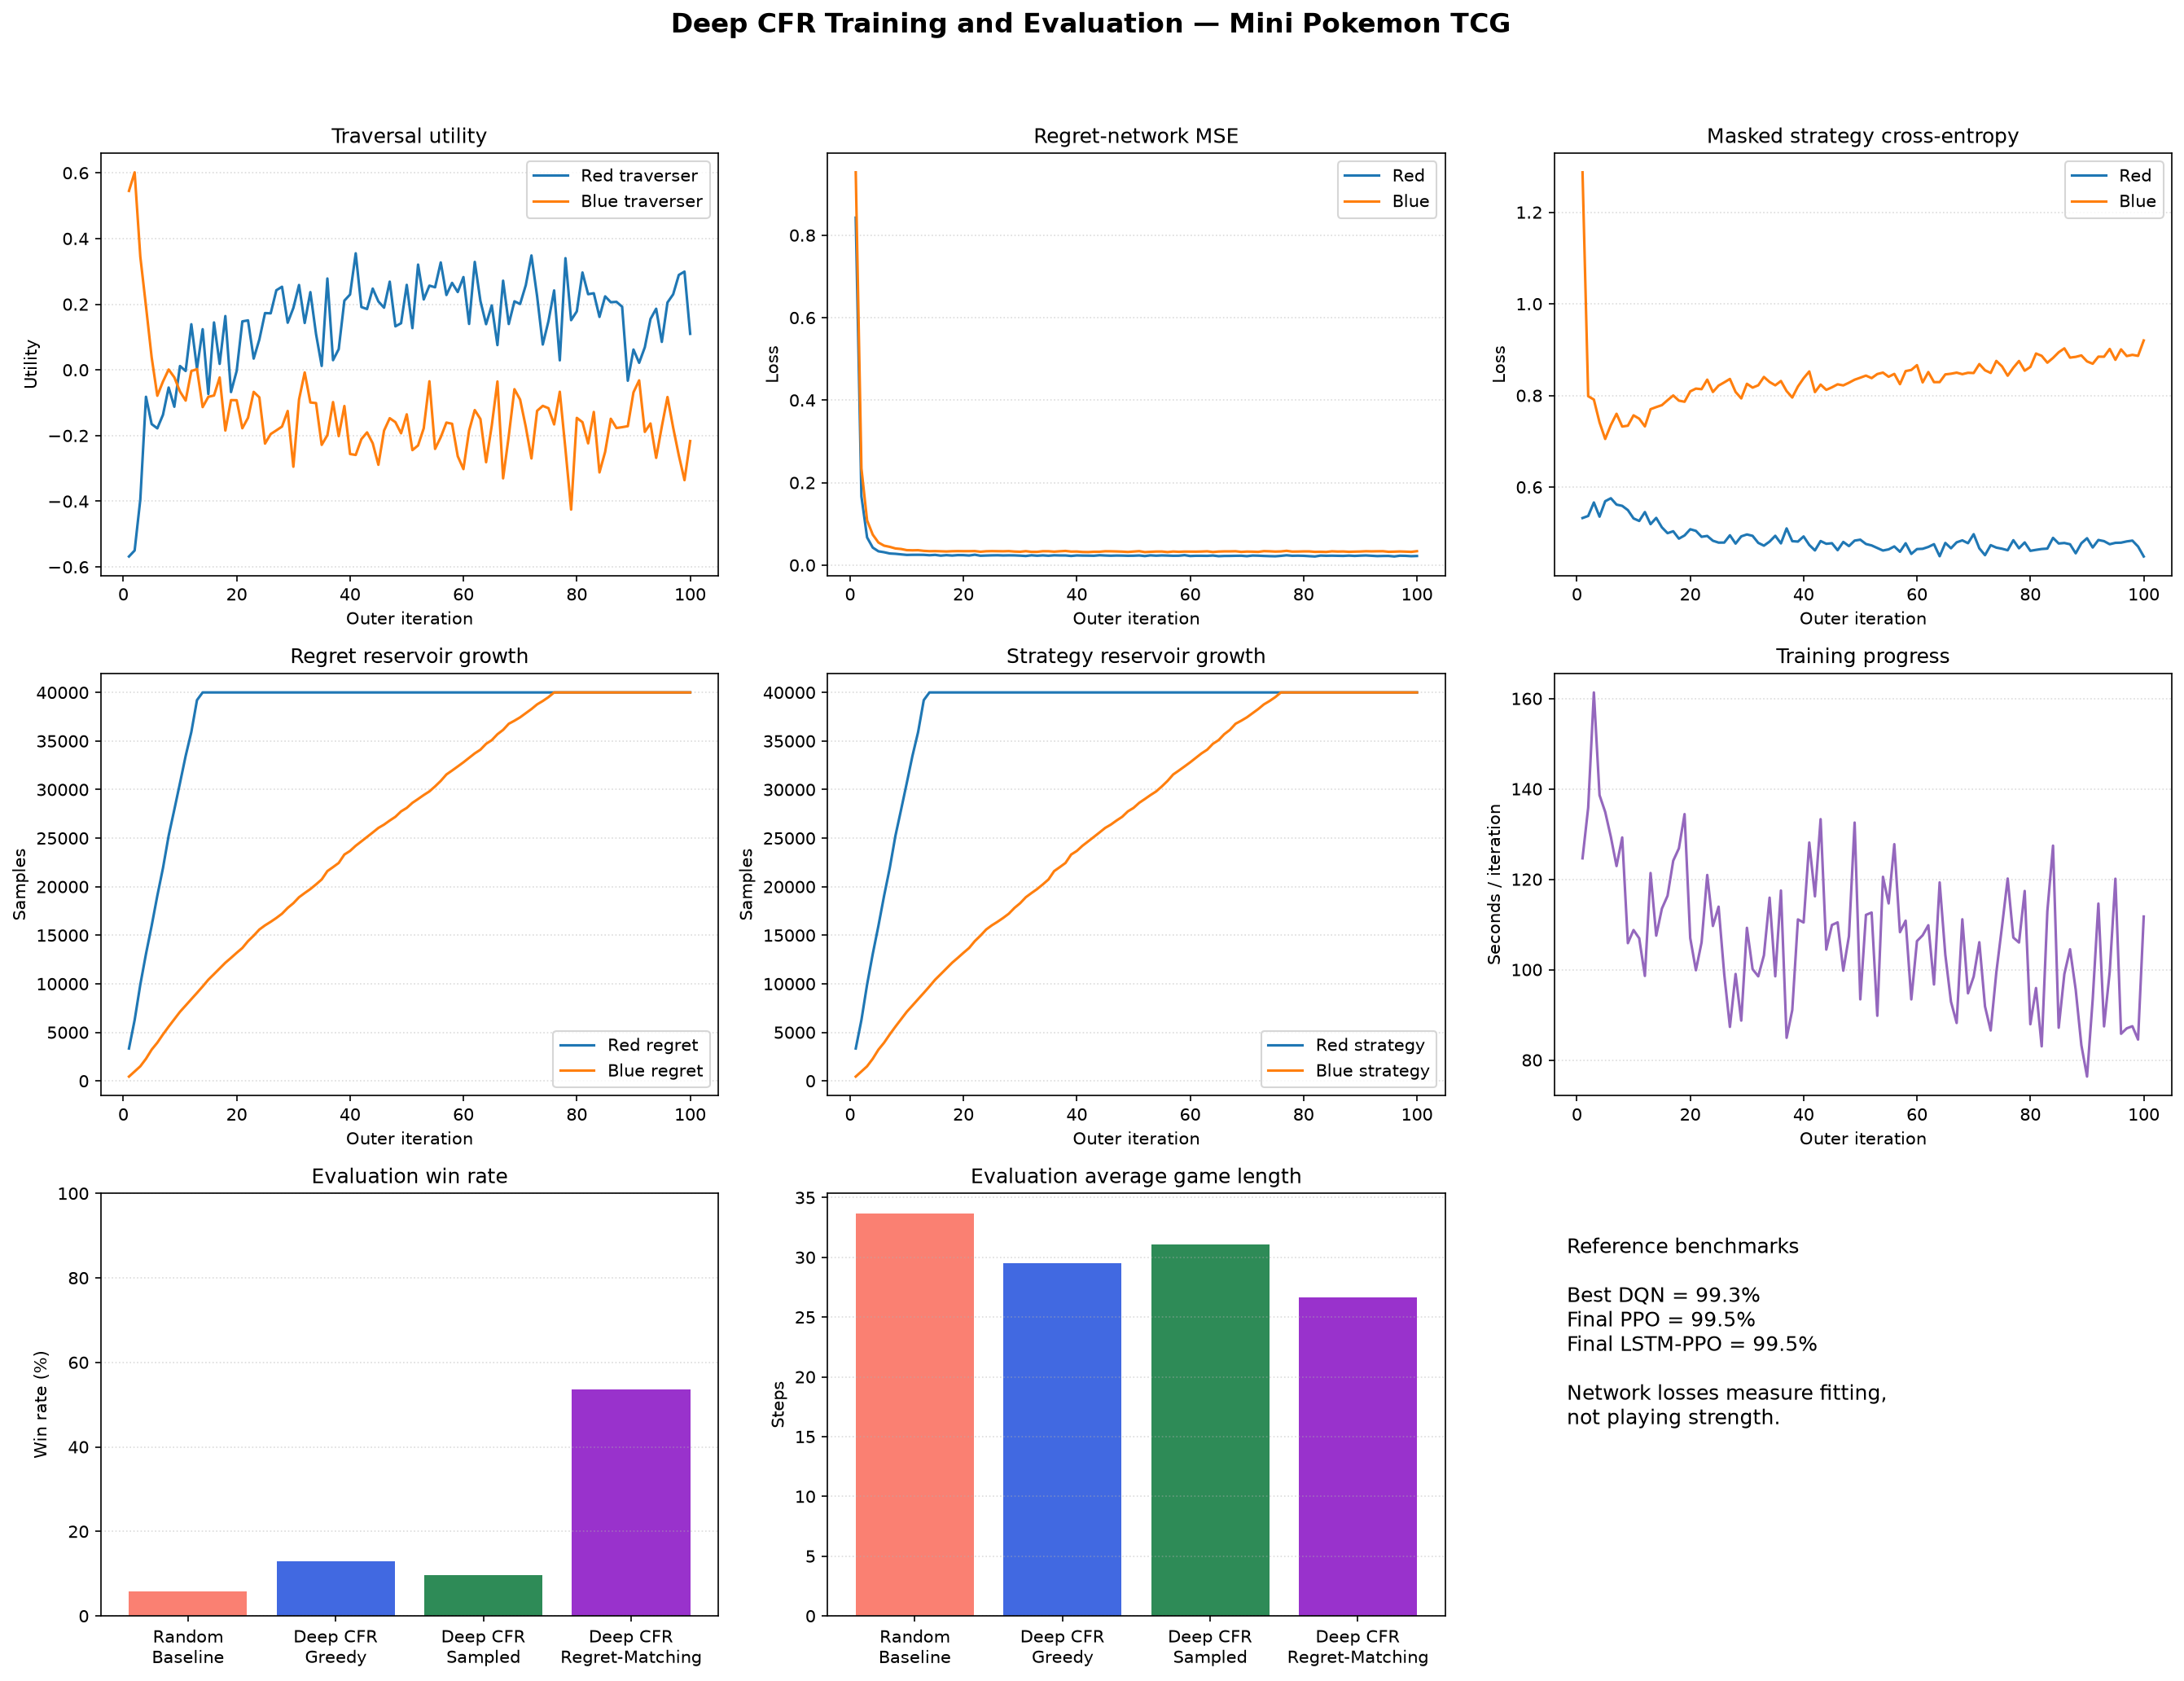 Deep CFR Training and Evaluation — Mini Pokemon TCG
Traversal utility
Utility
0.6
0.4
0.2
0.0
−0.2
−0.4
−0.6
0
20
40
60
80
100
Outer iteration
Red traverser
Blue traverser
Regret-network MSE
Loss
0.8
0.6
0.4
0.2
0.0
0
20
40
60
80
100
Outer iteration
Red
Blue
Masked strategy cross-entropy
Loss
1.2
1.0
0.8
0.6
0
20
40
60
80
100
Outer iteration
Red
Blue
Regret reservoir growth
Samples
40000
35000
30000
25000
20000
15000
10000
5000
0
0
20
40
60
80
100
Outer iteration
Red regret
Blue regret
Strategy reservoir growth
Samples
40000
35000
30000
25000
20000
15000
10000
5000
0
0
20
40
60
80
100
Outer iteration
Red strategy
Blue strategy
Training progress
Seconds / iteration
160
140
120
100
80
0
20
40
60
80
100
Outer iteration
Evaluation win rate
Win rate (%)
100
80
60
40
20
0
Random
Baseline
Deep CFR
Greedy
Deep CFR
Sampled
Deep CFR
Regret-Matching
Evaluation average game length
Steps
35
30
25
20
15
10
5
0
Random
Baseline
Deep CFR
Greedy
Deep CFR
Sampled
Deep CFR
Regret-Matching
Reference benchmarks
Best DQN = 99.3%
Final PPO = 99.5%
Final LSTM-PPO = 99.5%
Network losses measure fitting,
not playing strength.